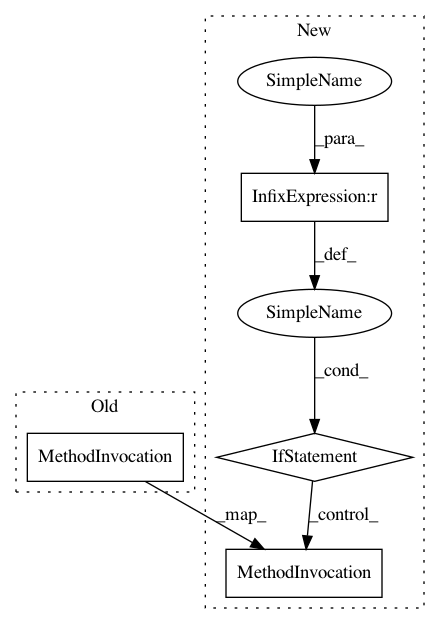 New
SimpleName
_para_
InfixExpression:r
_def_
SimpleName
_cond_
Old
MethodInvocation
IfStatement
_map_
_control_
MethodInvocation